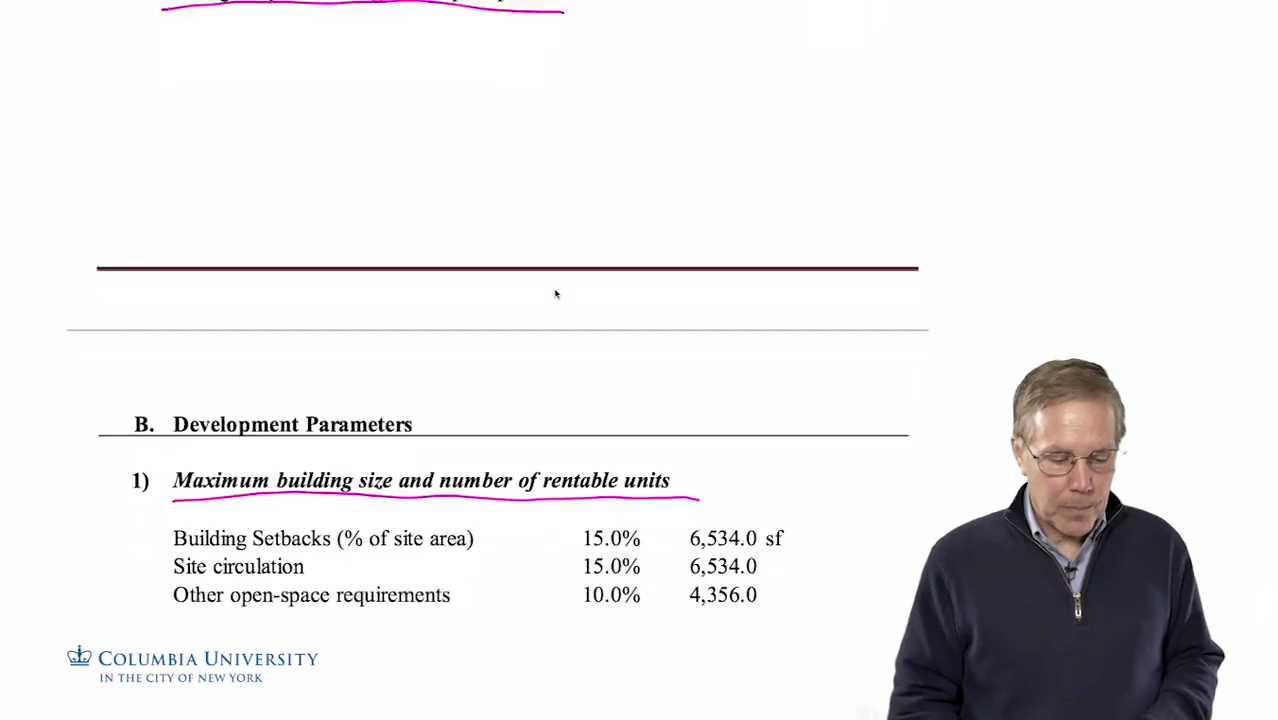 B. Development Parameters
1) Maximum building size and number of rentable units
Building Setbacks (% of site area) 15.0% 6,534.0 sf
Site circulation 15.0% 6,534.0
Other open-space requirements 10.0% 4,356.0
COLUMBIA UNIVERSITY
IN THE CITY OF NEW YORK